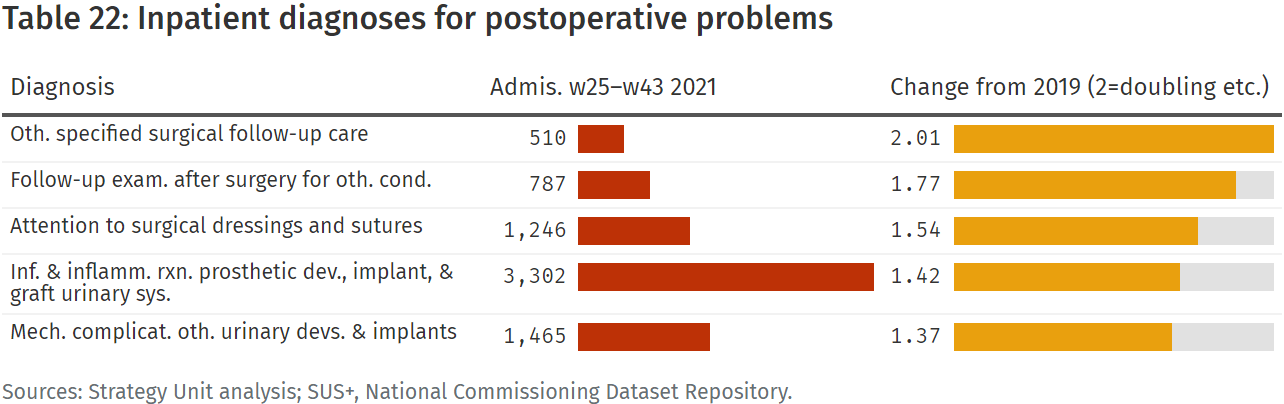 Table 22: Inpatient diagnoses for postoperative problems
Diagnosis Admis. w25–w43 2021 Change from 2019 (2=doubling etc.)
Oth. specified surgical follow-up care 510 2.01
Follow-up exam. after surgery for oth. cond. 787 1.77
Attention to surgical dressings and sutures 1,246 1.54
Inf. & inflamm. rxn. prosthetic dev., implant, & 3,302 1.42
graft urinary sys.
Mech. complicat. oth. urinary devs. & implants 1,465 1.37
Sources: Strategy Unit analysis; SUS+, National Commissioning Dataset Repository.